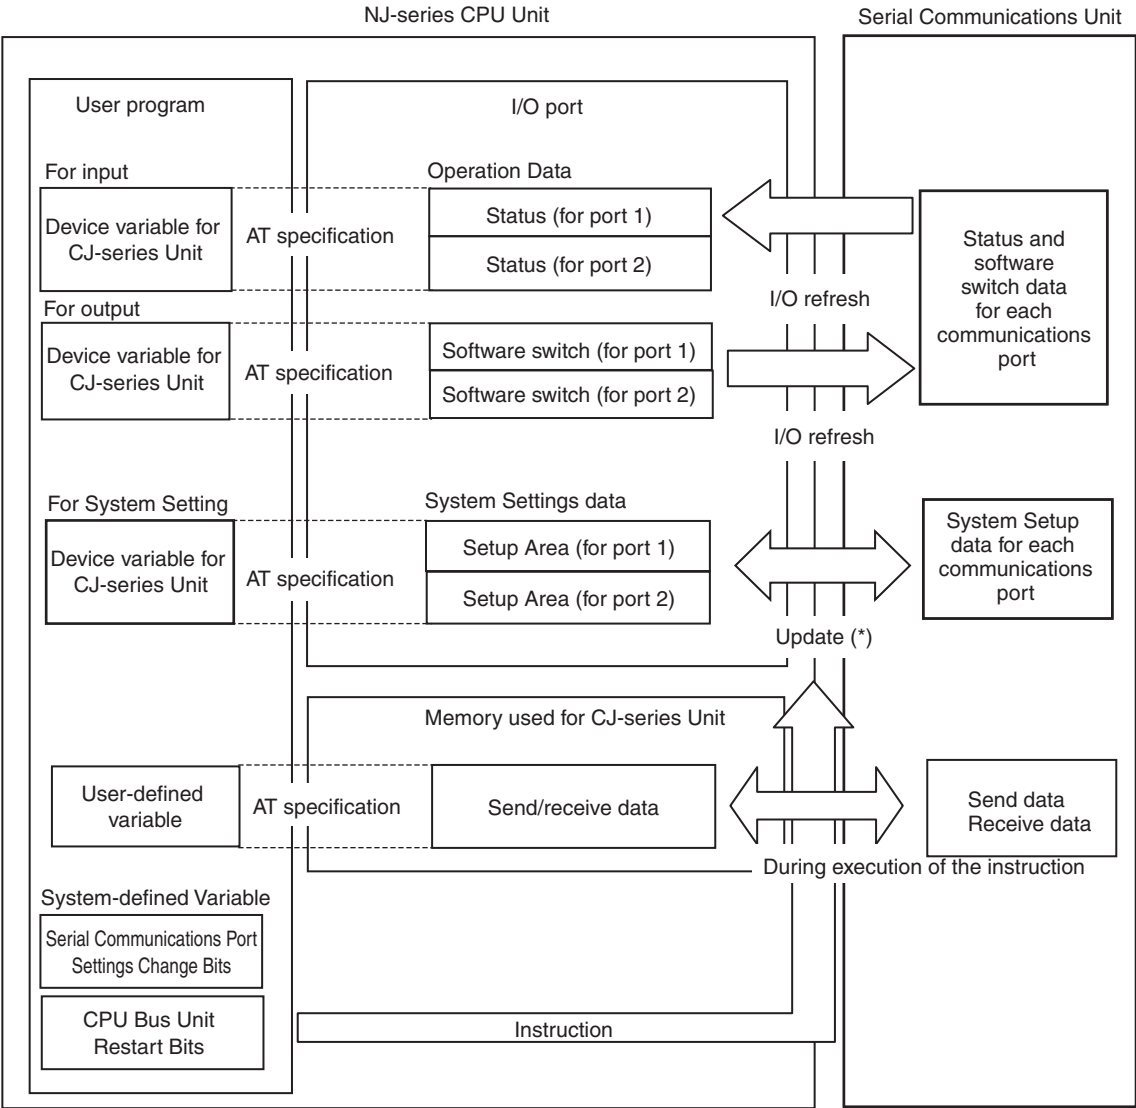 NJ-series CPU Unit
Serial Communications Unit
User program
I/O port
For input
Operation Data
Device variable for
CJ-series Unit
AT specification
Status (for port 1)
Status (for port 2)
Status and
software
switch data
for each
communications
port
I/O refresh
For output
Device variable for
CJ-series Unit
AT specification
Software switch (for port 1)
Software switch (for port 2)
I/O refresh
For System Setting
System Settings data
Device variable for
CJ-series Unit
AT specification
Setup Area (for port 1)
Setup Area (for port 2)
System Setup
data for each
communications
port
Update (*)
Memory used for CJ-series Unit
User-defined
variable
AT specification
Send/receive data
Send data
Receive data
During execution of the instruction
System-defined Variable
Serial Communications Port
Settings Change Bits
CPU Bus Unit
Restart Bits
Instruction